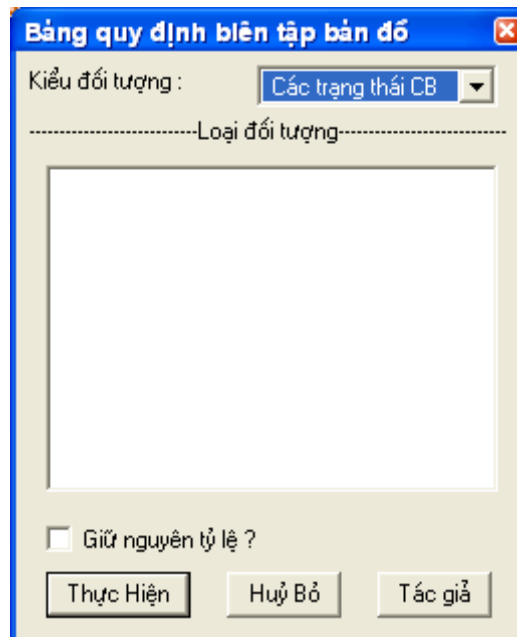 Bảng quy định biên tập bản đồ
Kiểu đối tượng : Các trạng thái CB
--------------------------Loại đối tượng--------------------------
Giữ nguyên tỷ lệ ?
Thực Hiện Huỷ Bỏ Tác giả